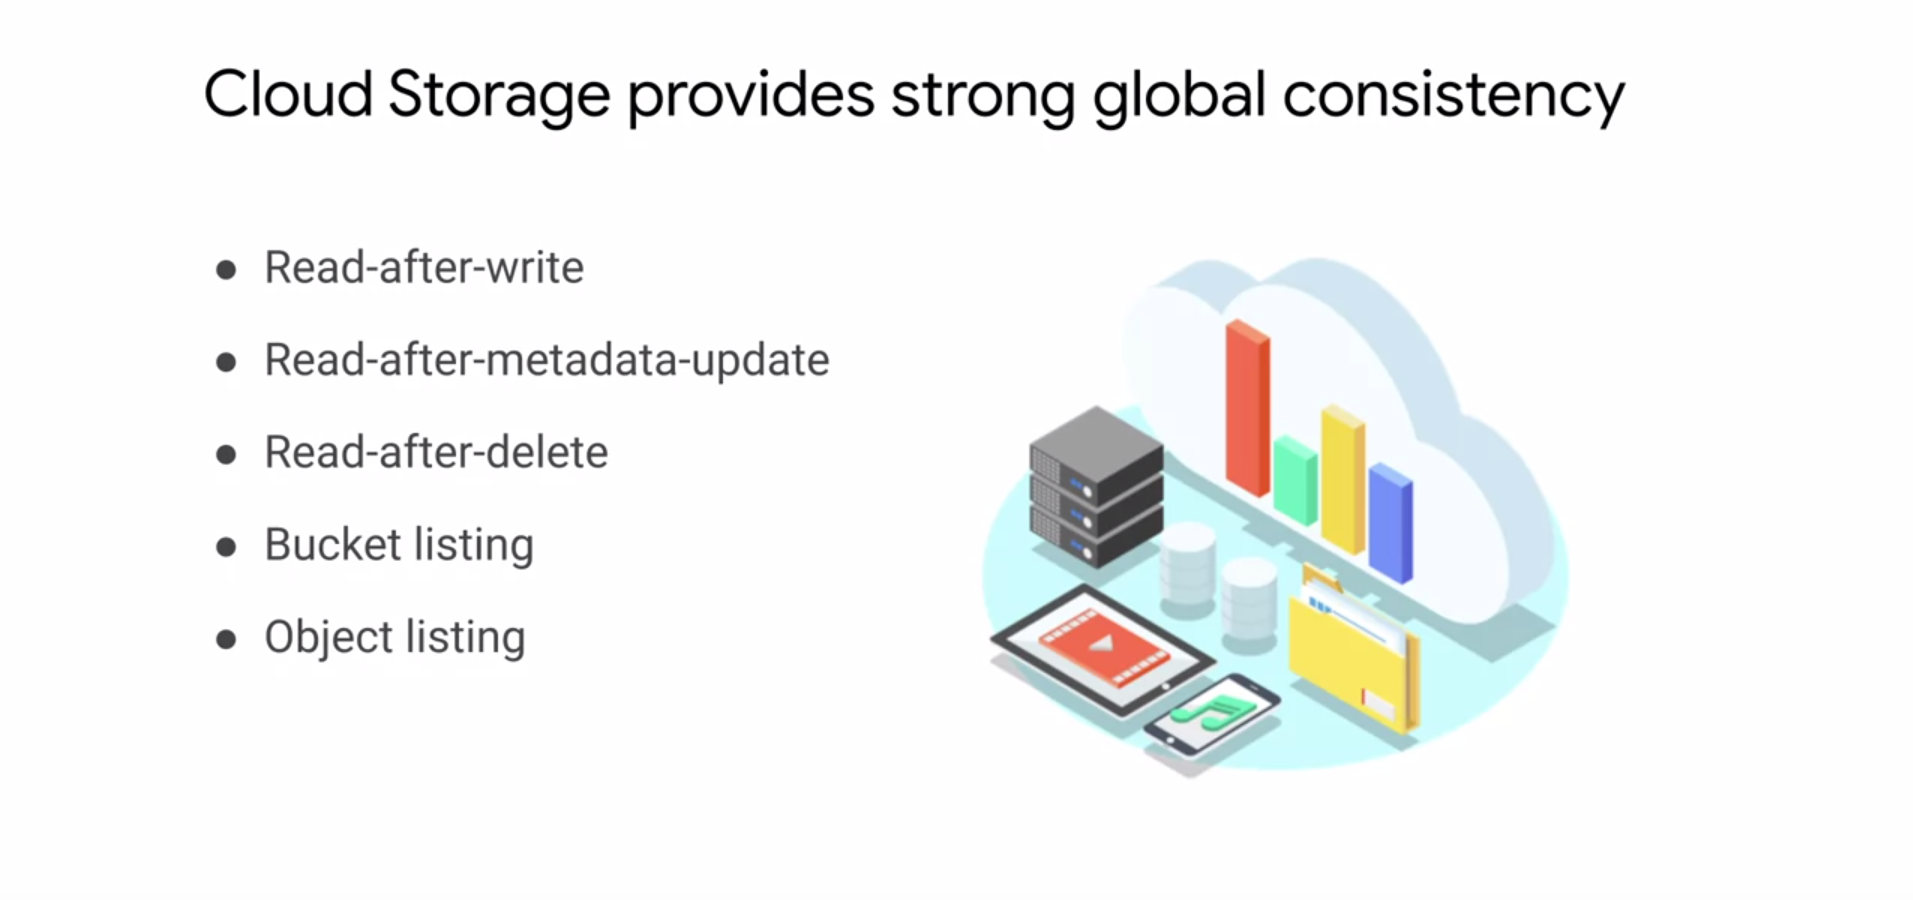 Cloud Storage provides strong global consistency
● Read-after-write
● Read-after-metadata-update
● Read-after-delete
● Bucket listing
● Object listing